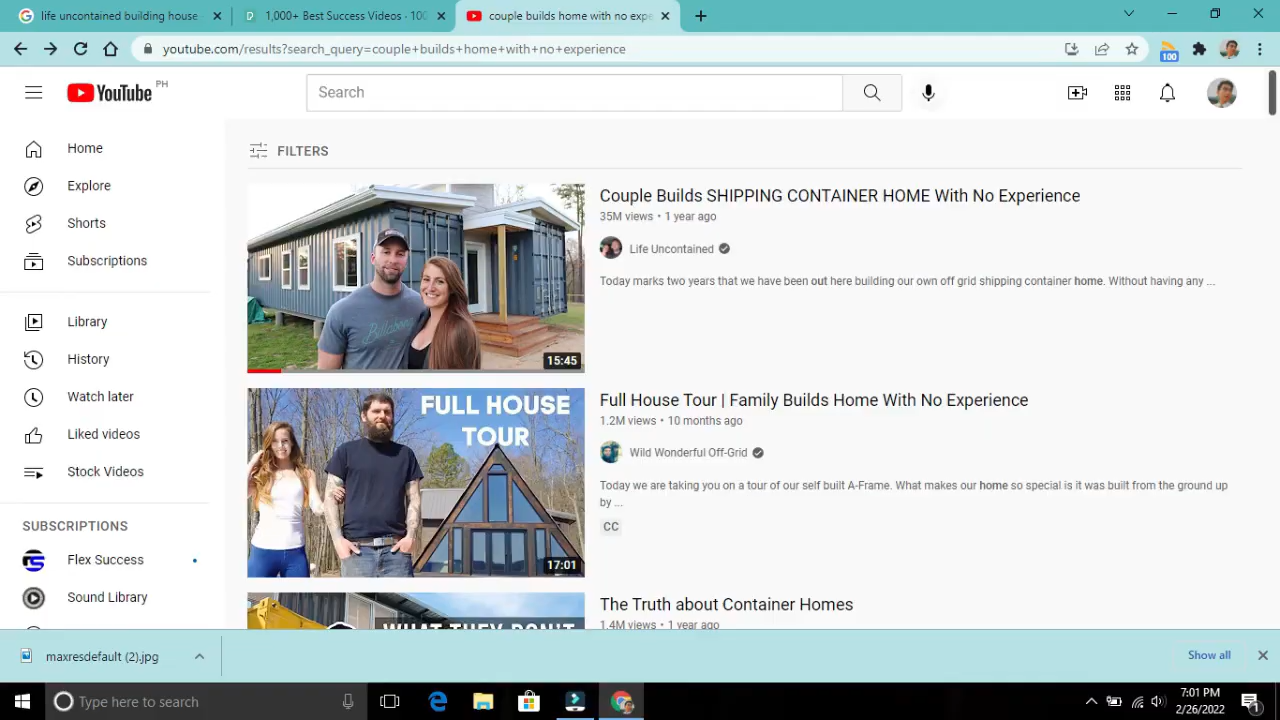 life uncontained building house -
1,000+ Best Success Videos · 100
couple builds home with no expe
youtube.com/results?search_query=couple+builds+home+with+no+experience
100
YouTube PH
Search
Home
Explore
Shorts
Subscriptions
Library
History
Watch later
Liked videos
Stock Videos
SUBSCRIPTIONS
Flex Success
Sound Library
FILTERS
15:45
Couple Builds SHIPPING CONTAINER HOME With No Experience
35M views • 1 year ago
Life Uncontained
Today marks two years that we have been out here building our own off grid shipping container home. Without having any ...
FULL HOUSE
TOUR
17:01
Full House Tour | Family Builds Home With No Experience
1.2M views • 10 months ago
Wild Wonderful Off-Grid
Today we are taking you on a tour of our self built A-Frame. What makes our home so special is it was built from the ground up
by ...
CC
WHAT THEY DON'T
The Truth about Container Homes
1.4M views • 1 year ago
maxresdefault (2).jpg
Show all
Type here to search
7:01 PM
2/26/2022
1